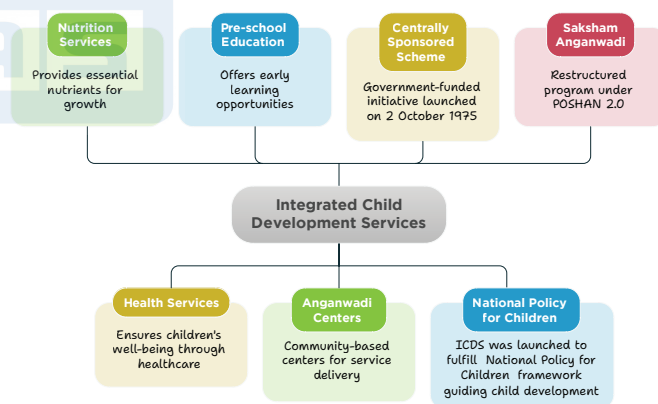 Nutrition
Services
Provides essential
nutrients for
growth
Pre-school
Education
Offers early
learning
opportunities
Centrally
Sponsored
Scheme
Government-funded
initiative launched
on 2 October 1975
Saksham
Anganwadi
Restructured
program under
POSHAN 2.0
Integrated Child
Development Services
Health Services
Ensures children's
well-being through
healthcare
Anganwadi
Centers
Community-based
centers for service
delivery
National Policy
for Children
ICDS was launched to
fulfill National Policy for
Children framework
guiding child development